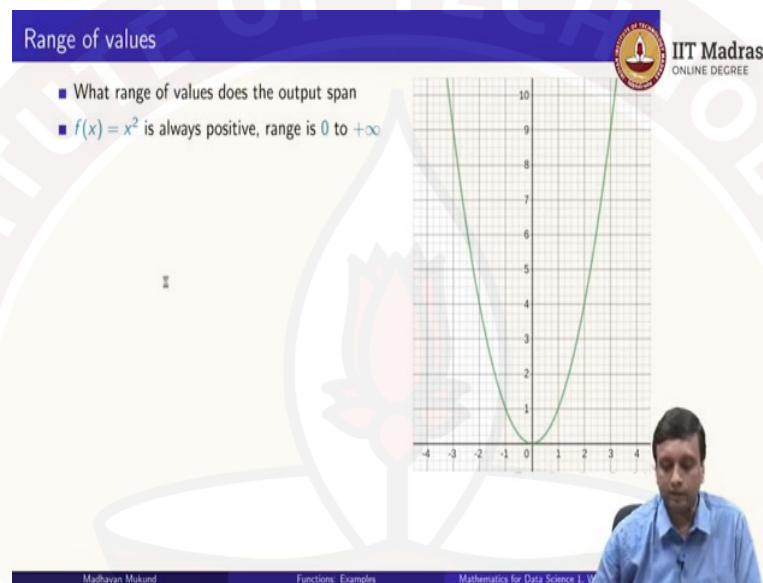 Range of values
IIT Madras
ONLINE DEGREE
■ What range of values does the output span
■ f(x) = x² is always positive, range is 0 to +∞
10
9
8
7
6
5
4
3
2
1
-4 -3 -2 -1 0 1 2 3 4
Madhavan Mukund Functions: Examples Mathematics for Data Science 1, W